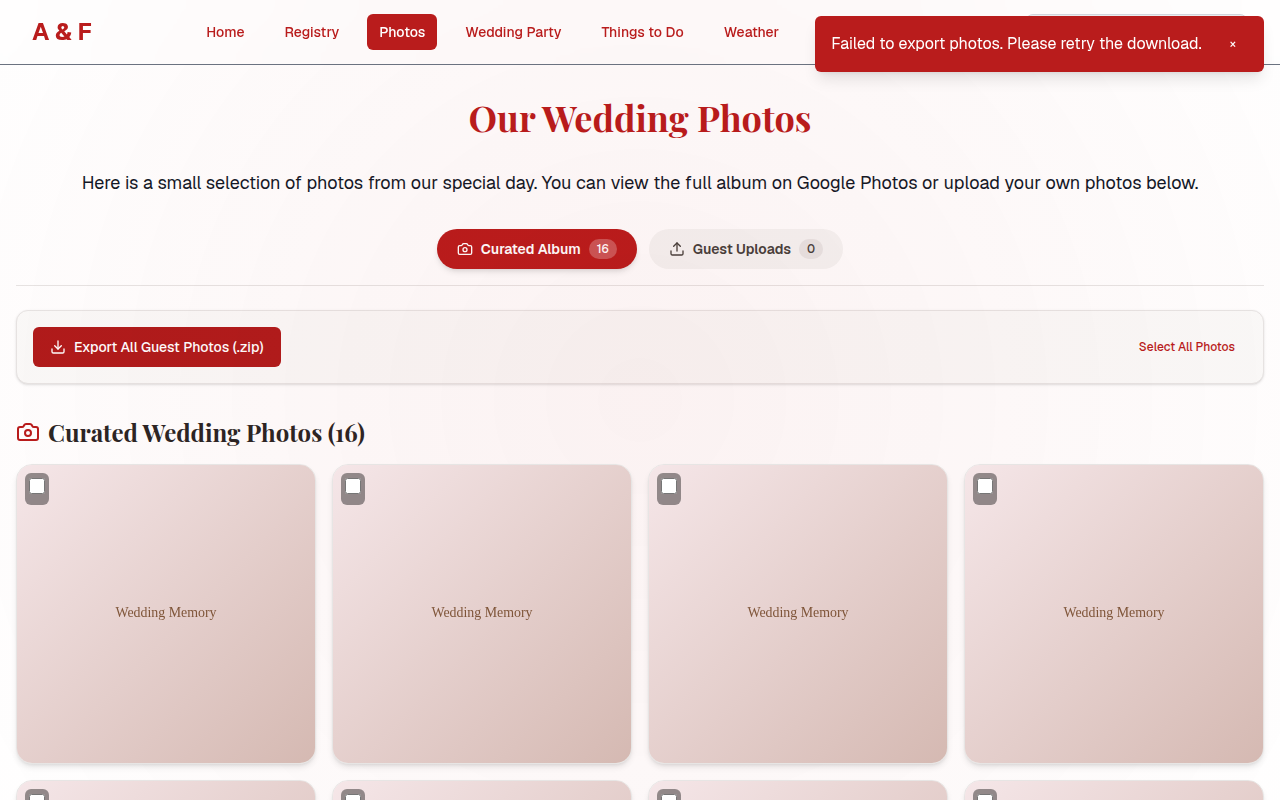 A & F
Home
Registry
Photos
Wedding Party
Things to Do
Weather
Failed to export photos. Please retry the download.
×
Our Wedding Photos
Here is a small selection of photos from our special day. You can view the full album on Google Photos or upload your own photos below.
Curated Album 16
Guest Uploads 0
Export All Guest Photos (.zip)
Select All Photos
Curated Wedding Photos (16)
Wedding Memory
Wedding Memory
Wedding Memory
Wedding Memory